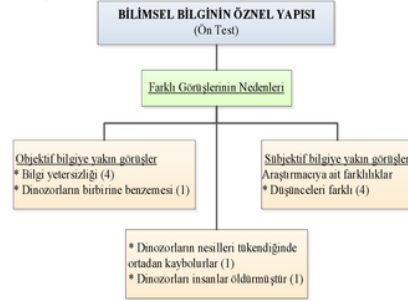 BİLİMSEL BİLGİNİN ÖZNEL YAPISI
(Ön Test)
Farklı Görüşlerinin Nedenleri
Objektif bilgiye yakın görüşler
* Bilgi yetersizliği (4)
* Dinozorların birbirine benzemesi (1)
Sübjektif bilgiye yakın görüşler
Araştırmacıya ait farklılıklar
* Düşünceleri farklı (4)
* Dinozorların nesilleri tükendiğinde
ortadan kaybolurlar (1)
* Dinozorları insanlar öldürmüştür (1)